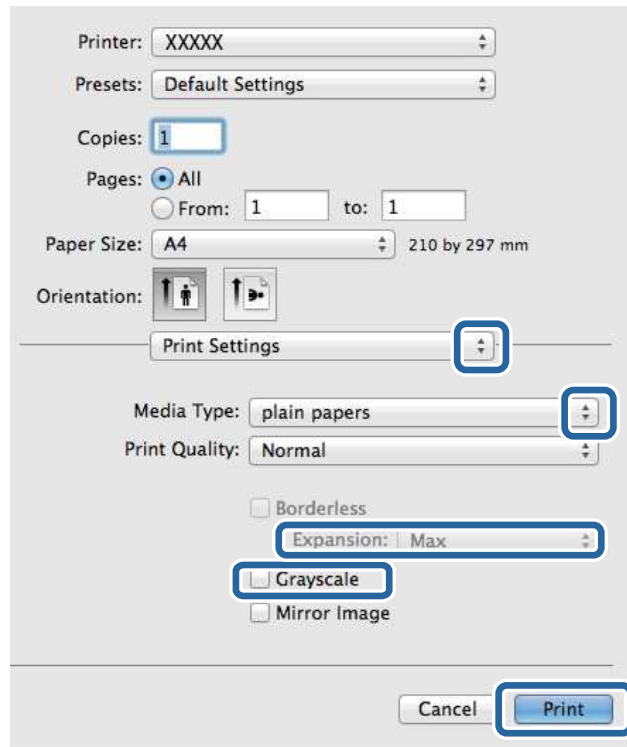 Printer: XXXXX
Presets: Default Settings
Copies: 1
Pages: All
From: 1 to: 1
Paper Size: A4 210 by 297 mm
Orientation:
Print Settings
Media Type: plain papers
Print Quality: Normal
Borderless
Expansion: Max
Grayscale
Mirror Image
Cancel Print